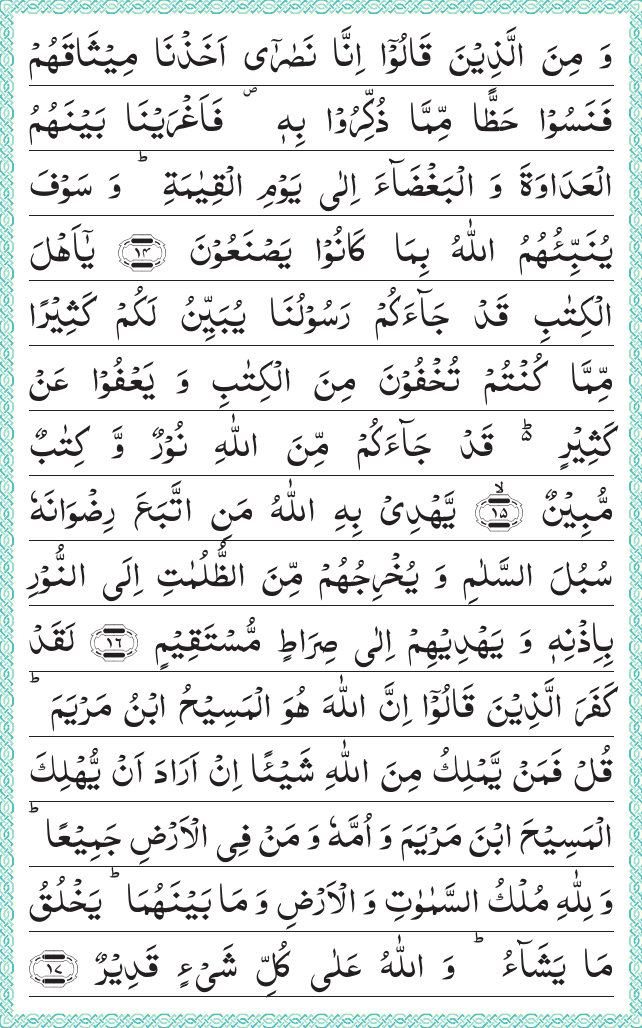 وَ مِنَ الَّذِیْنَ قَالُوْۤا اِنَّا نَصٰرٰۤی اَخَذْنَا مِیْثَاقَهُمْ
فَنَسُوْا حَظًّا مِّمَّا ذُكِّرُوْا بِهٖ ۪ فَاَغْرَیْنَا بَیْنَهُمُ
الْعَدَاوَةَ وَ الْبَغْضَآءَ اِلٰی یَوْمِ الْقِیٰمَةِ ؕ وَ سَوْفَ
یُنَبِّئُهُمُ اللّٰهُ بِمَا كَانُوْا یَصْنَعُوْنَ ﴿۱۴﴾ یٰۤاَهْلَ
الْكِتٰبِ قَدْ جَآءَكُمْ رَسُوْلُنَا یُبَیِّنُ لَكُمْ كَثِیْرًا
مِّمَّا كُنْتُمْ تُخْفُوْنَ مِنَ الْكِتٰبِ وَ یَعْفُوْا عَنْ
كَثِیْرٍ ۬ؕ قَدْ جَآءَكُمْ مِّنَ اللّٰهِ نُوْرٌ وَّ كِتٰبٌ
مُّبِیْنٌ ﴿ۙ۱۵﴾ یَّهْدِیْ بِهِ اللّٰهُ مَنِ اتَّبَعَ رِضْوَانَهٗ
سُبُلَ السَّلٰمِ وَ یُخْرِجُهُمْ مِّنَ الظُّلُمٰتِ اِلَی النُّوْرِ
بِاِذْنِهٖ وَ یَهْدِیْهِمْ اِلٰی صِرَاطٍ مُّسْتَقِیْمٍ ﴿۱۶﴾ لَقَدْ
كَفَرَ الَّذِیْنَ قَالُوْۤا اِنَّ اللّٰهَ هُوَ الْمَسِیْحُ ابْنُ مَرْیَمَ ؕ
قُلْ فَمَنْ یَّمْلِكُ مِنَ اللّٰهِ شَیْـًٔا اِنْ اَرَادَ اَنْ یُّهْلِكَ
الْمَسِیْحَ ابْنَ مَرْیَمَ وَ اُمَّهٗ وَ مَنْ فِی الْاَرْضِ جَمِیْعًا ؕ
وَ لِلّٰهِ مُلْكُ السَّمٰوٰتِ وَ الْاَرْضِ وَ مَا بَیْنَهُمَا ؕ یَخْلُقُ
مَا یَشَآءُ ؕ وَ اللّٰهُ عَلٰی كُلِّ شَیْءٍ قَدِیْرٌ ﴿۱۷﴾